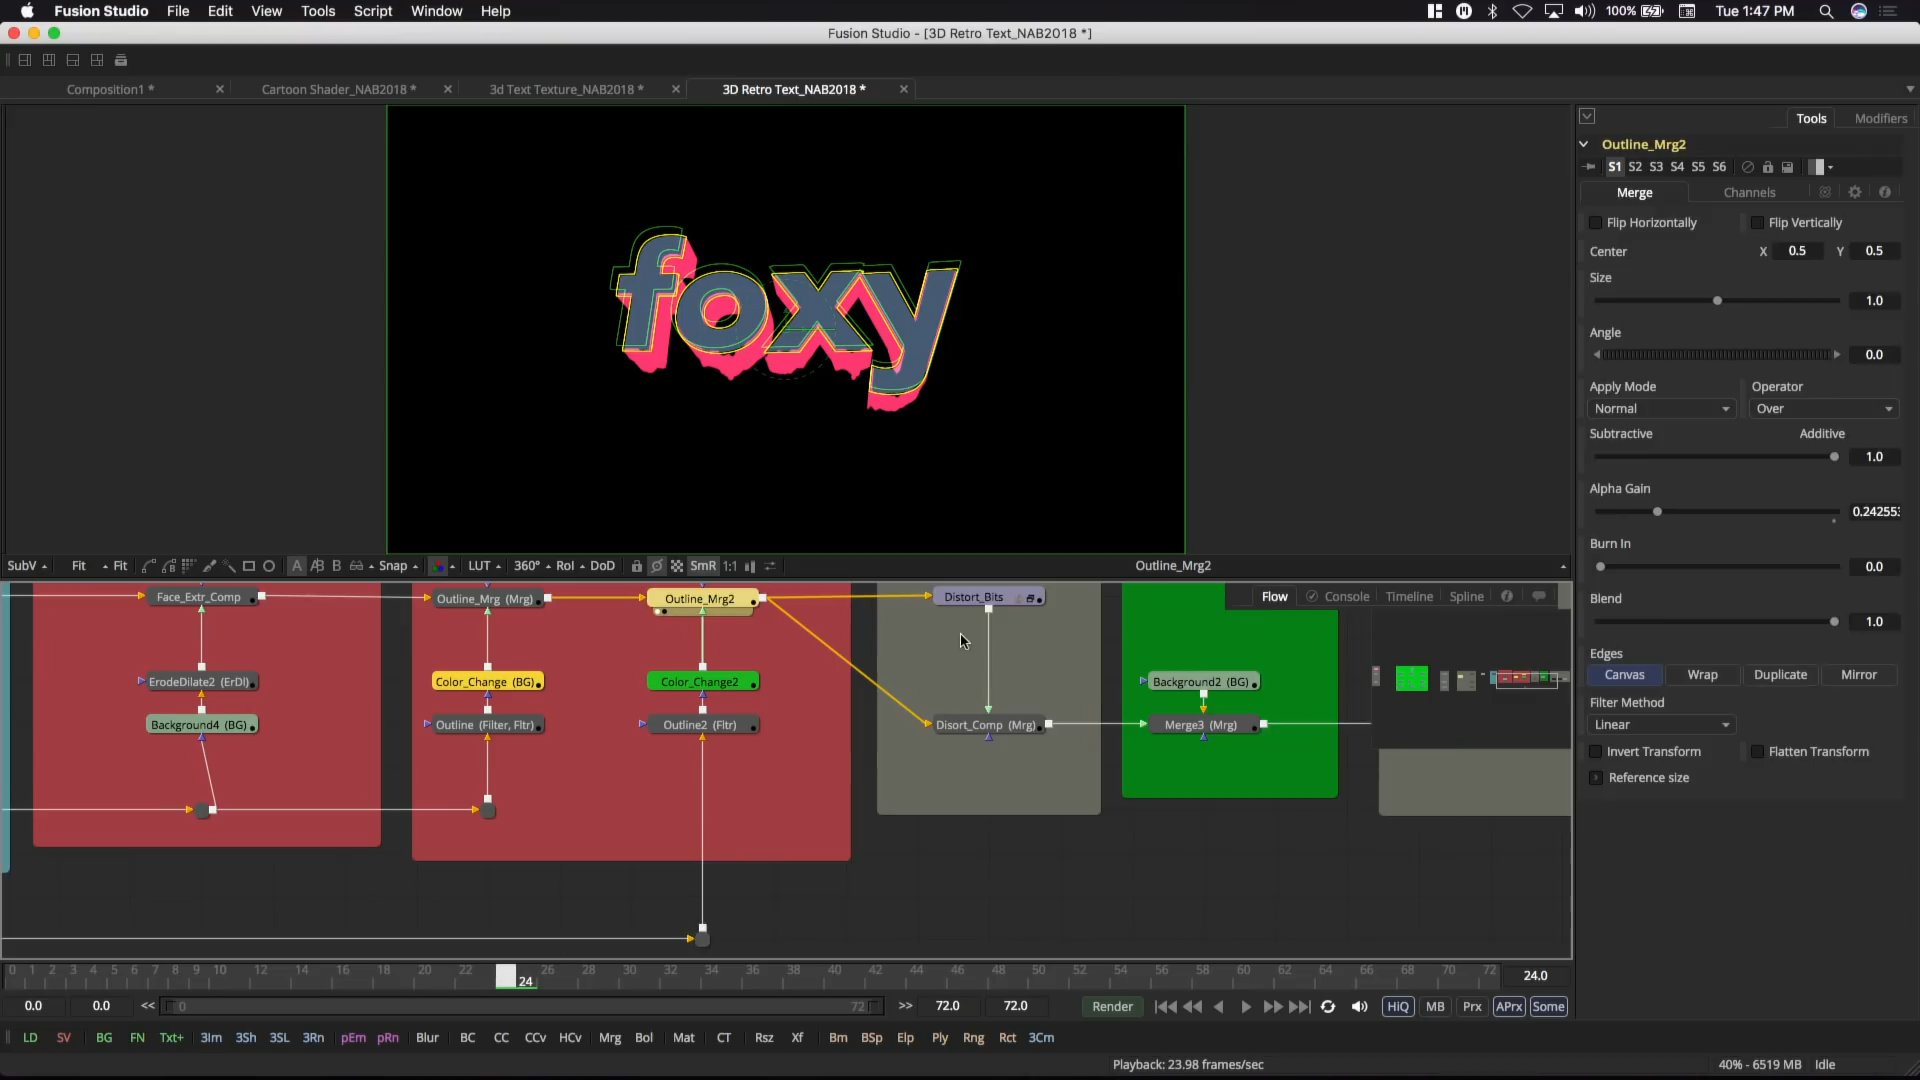 Fusion Studio File Edit View Tools Script Window Help 100% Tue 1:47 PM
Fusion Studio - [3D Retro Text_NAB2018 *]
Composition1 * Cartoon Shader_NAB2018 * 3d Text Texture_NAB2018 * 3D Retro Text_NAB2018 *
Tools Modifiers
Outline_Mrg2
S1 S2 S3 S4 S5 S6
Merge Channels
Flip Horizontally Flip Vertically
Center X 0.5 Y 0.5
Size
1.0
Angle
0.0
Apply Mode Operator
Normal Over
Subtractive Additive
1.0
Alpha Gain
0.242553
Burn In
0.0
Blend
1.0
Edges
Canvas Wrap Duplicate Mirror
Filter Method
Linear
Invert Transform Flatten Transform
Reference size
foxy
SubV Fit Fit A B Snap LUT 360° RoI DoD SmR 1:1 Outline_Mrg2
Flow Console Timeline Spline
Face_Extr_Comp Outline_Mrg (Mrg) Outline_Mrg2 Distort_Bits
ErodeDilate2 (ErDl) Color_Change (BG) Color_Change2 Background2 (BG)
Background4 (BG) Outline (Filter, Fltr) Outline2 (Fltr) Disort_Comp (Mrg) Merge3 (Mrg)
0 1 2 3 4 5 6 7 8 9 10 12 14 16 18 20 22 24 26 28 30 32 34 36 38 40 42 44 46 48 50 52 54 56 58 60 62 64 66 68 70 72 24.0
0.0 0.0 << 0 72 >> 72.0 72.0 Render HiQ MB Prx APrx Some
LD SV BG FN Txt+ 3Im 3Sh 3SL 3Rn pEm pRn Blur BC CC CCv HCv Mrg Bol Mat CT Rsz Xf Bm BSp Elp Ply Rng Rct 3Cm
Playback: 23.98 frames/sec 40% - 6519 MB Idle